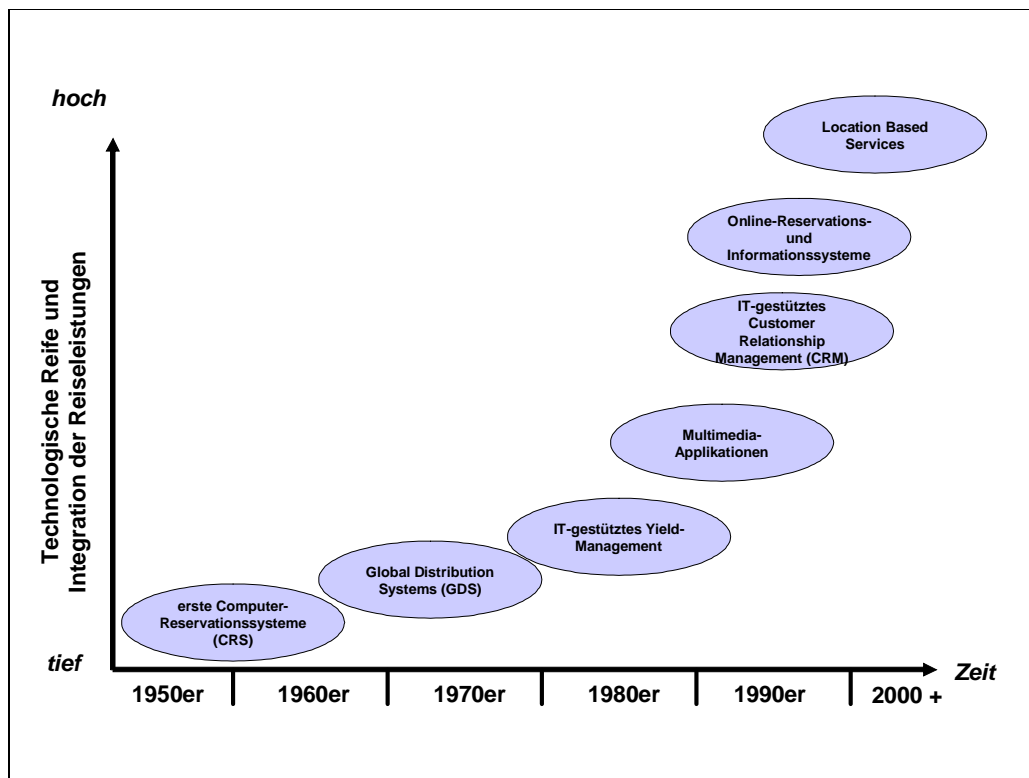 hoch
Location Based
Services
Online-Reservations-
und
Informationssysteme
IT-gestütztes
Customer
Relationship
Management (CRM)
Multimedia-
Applikationen
IT-gestütztes Yield-
Management
Global Distribution
Systems (GDS)
erste Computer-
Reservationssysteme
(CRS)
Technologische Reife und
Integration der Reiseleistungen
tief
Zeit
1950er
1960er
1970er
1980er
1990er
2000 +